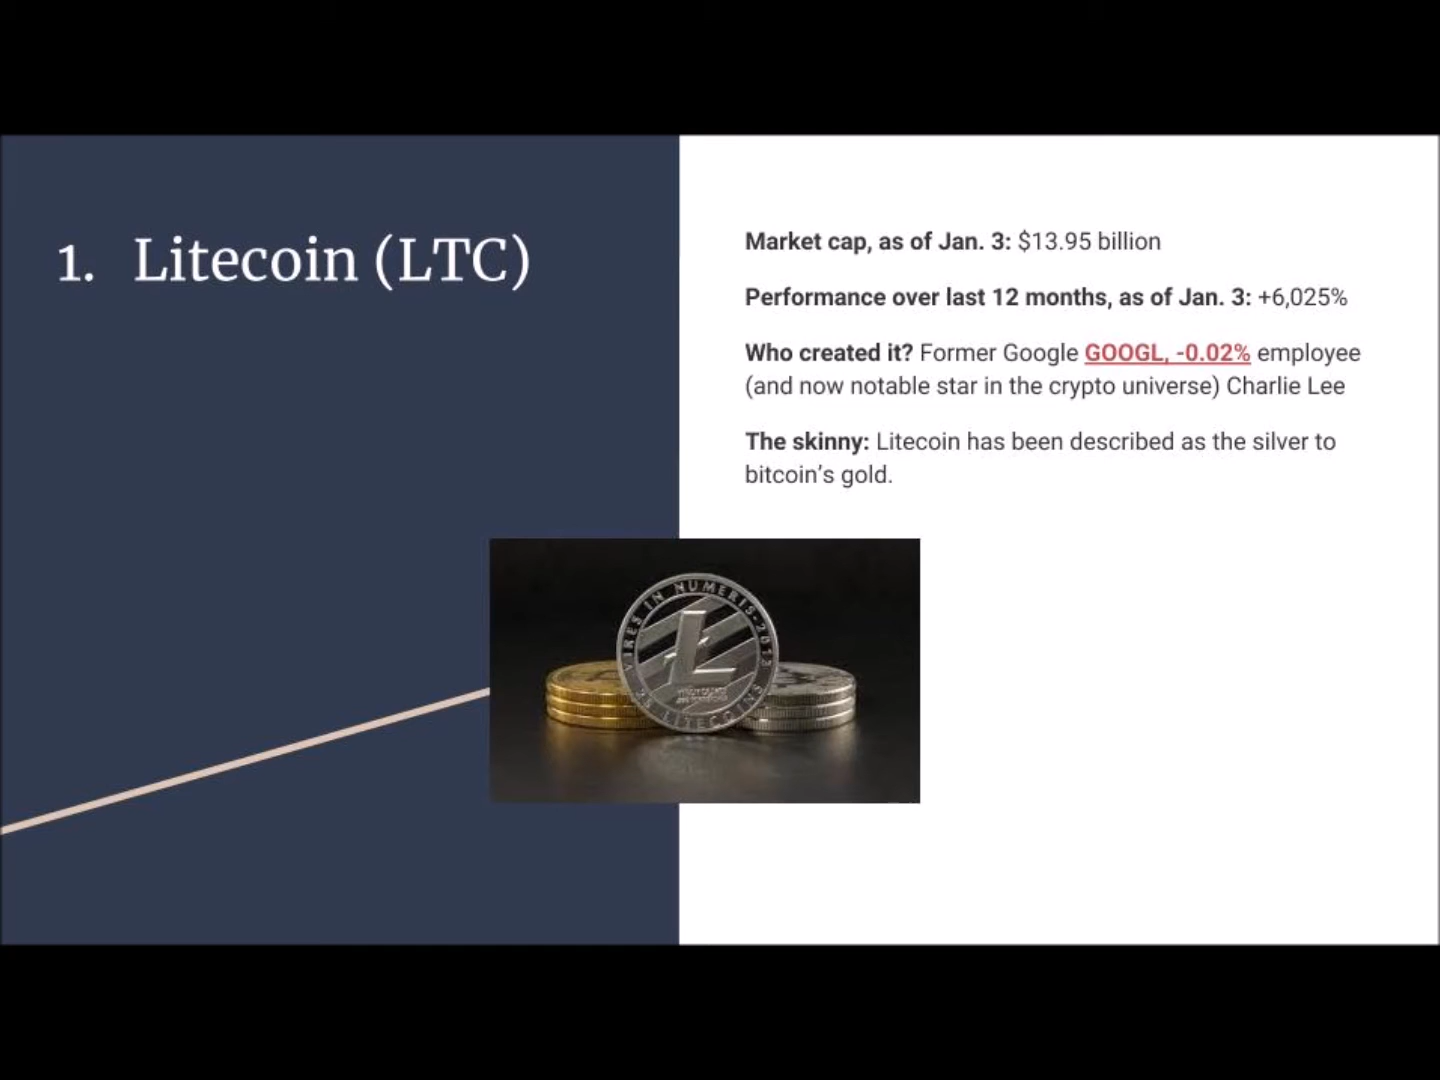 1. Litecoin (LTC)
Market cap, as of Jan. 3: $13.95 billion
Performance over last 12 months, as of Jan. 3: +6,025%
Who created it? Former Google GOOGL, -0.02% employee
(and now notable star in the crypto universe) Charlie Lee
The skinny: Litecoin has been described as the silver to
bitcoin’s gold.
VIRES IN NUMERIS · 2013
25 LITECOINS